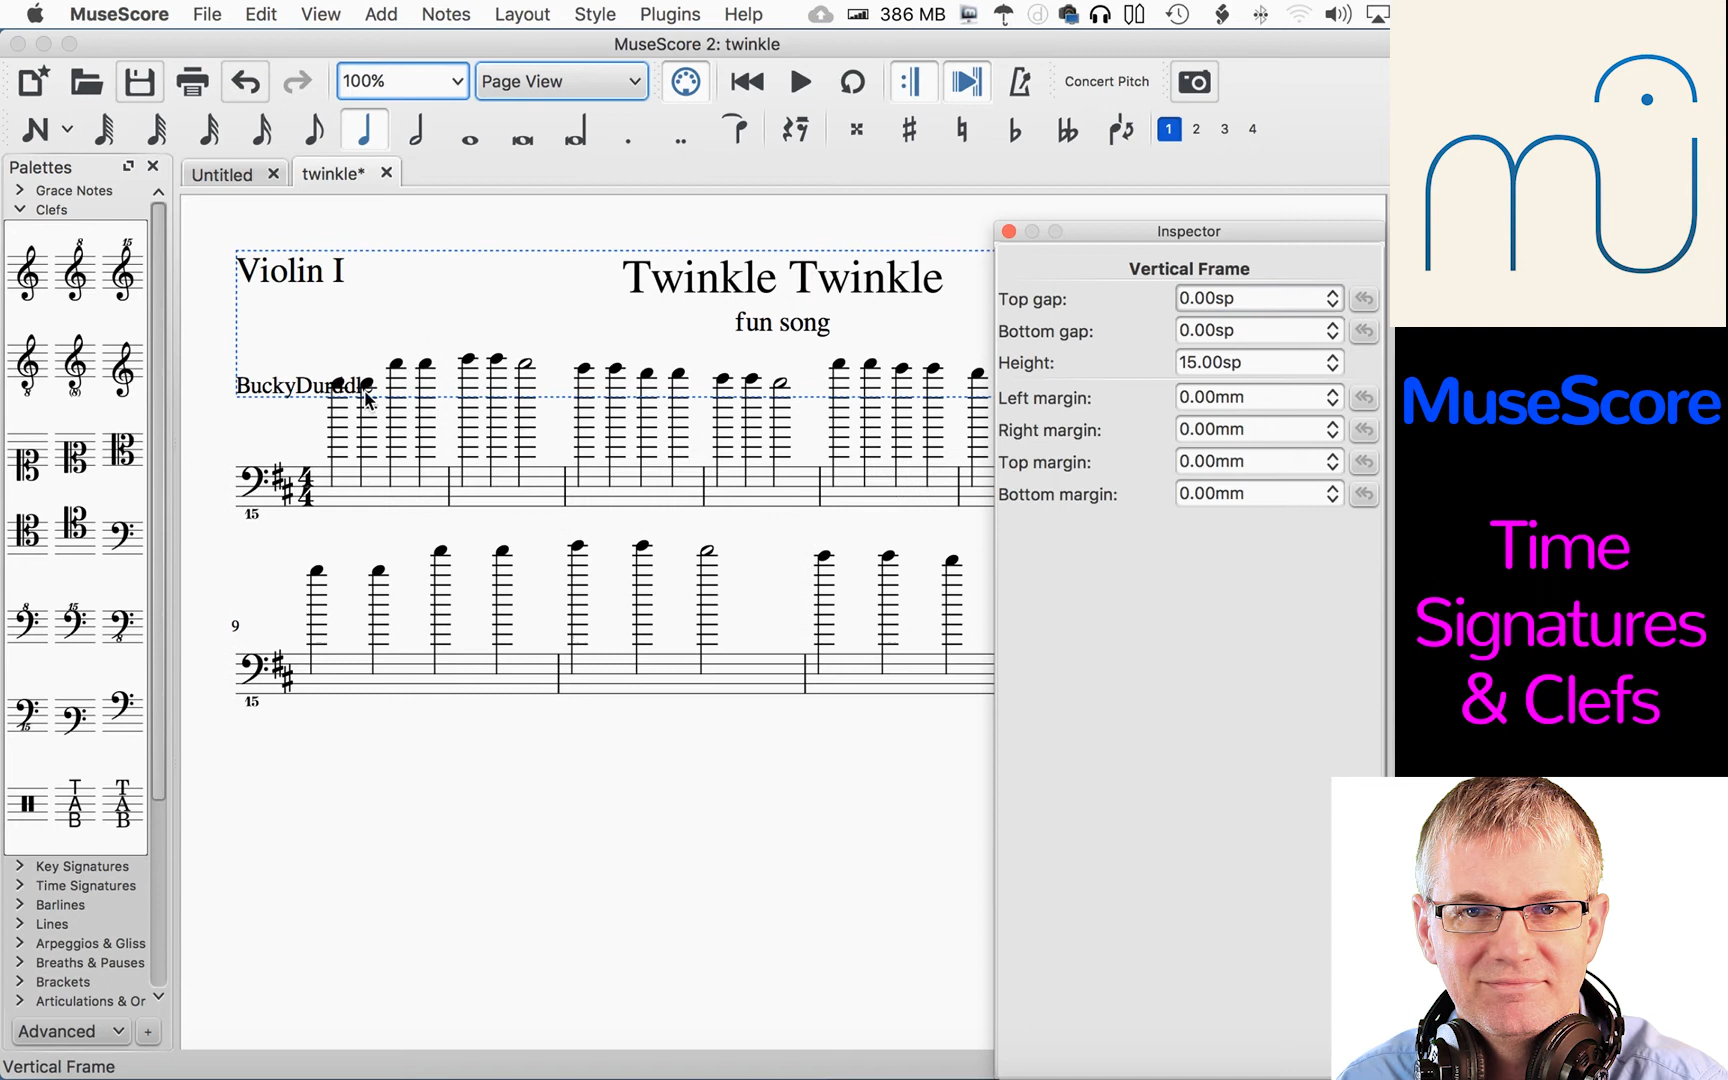 MuseScore File Edit View Add Notes Layout Style Plugins Help 386 MB
MuseScore 2: twinkle
100% Page View Concert Pitch
1 2 3 4
Palettes
Untitled twinkle*
Grace Notes
Clefs
Key Signatures
Time Signatures
Barlines
Lines
Arpeggios & Gliss
Breaths & Pauses
Brackets
Articulations & Or
Advanced +
Vertical Frame
Violin I
Twinkle Twinkle
fun song
15
9
15
Inspector
Vertical Frame
Top gap: 0.00sp
Bottom gap: 0.00sp
Height: 15.00sp
Left margin: 0.00mm
Right margin: 0.00mm
Top margin: 0.00mm
Bottom margin: 0.00mm
MuseScore
Time
Signatures
& Clefs